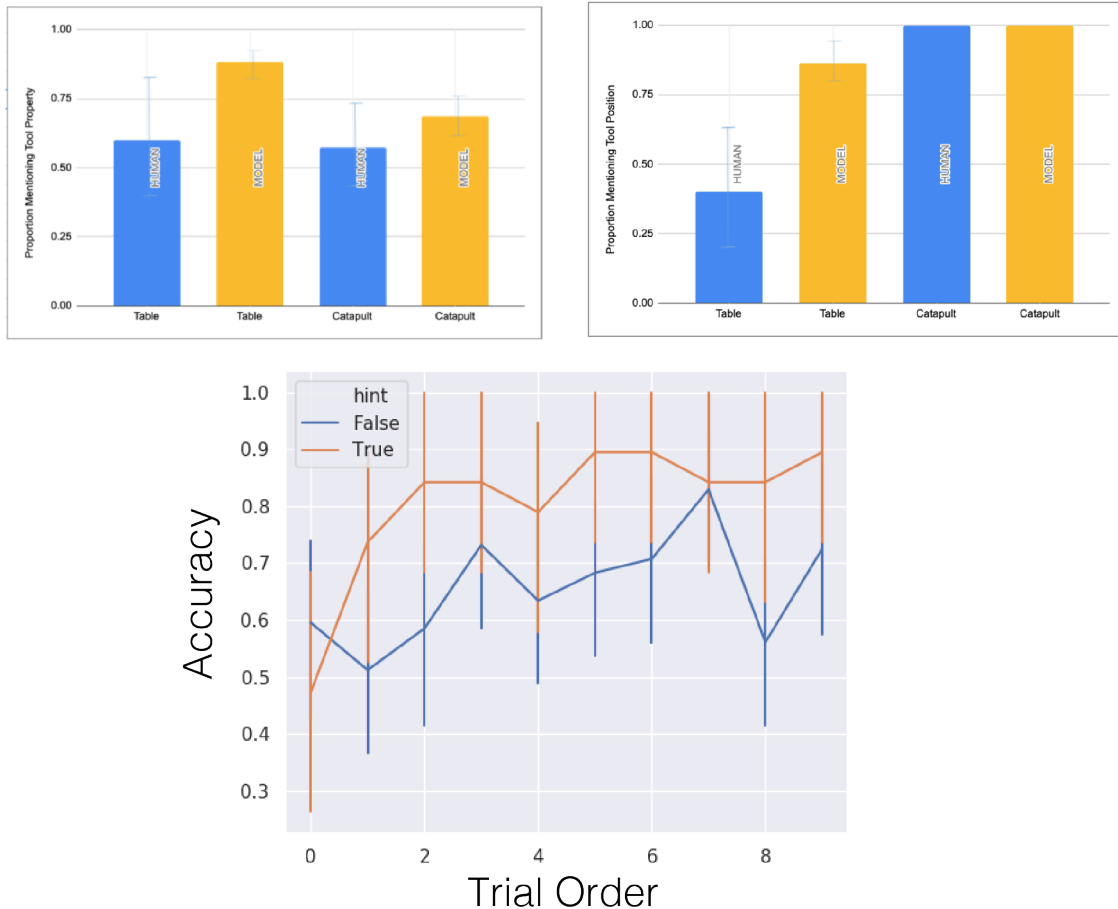 Proportion Mentioning Tool Property
1.00
0.75
0.50
0.25
0.00
HUMAN
MODEL
HUMAN
MODEL
Table
Table
Catapult
Catapult
Proportion Mentioning Tool Position
1.00
0.75
0.50
0.25
0.00
HUMAN
MODEL
HUMAN
MODEL
Table
Table
Catapult
Catapult
hint
False
True
Accuracy
1.0
0.9
0.8
0.7
0.6
0.5
0.4
0.3
0 2 4 6 8
Trial Order